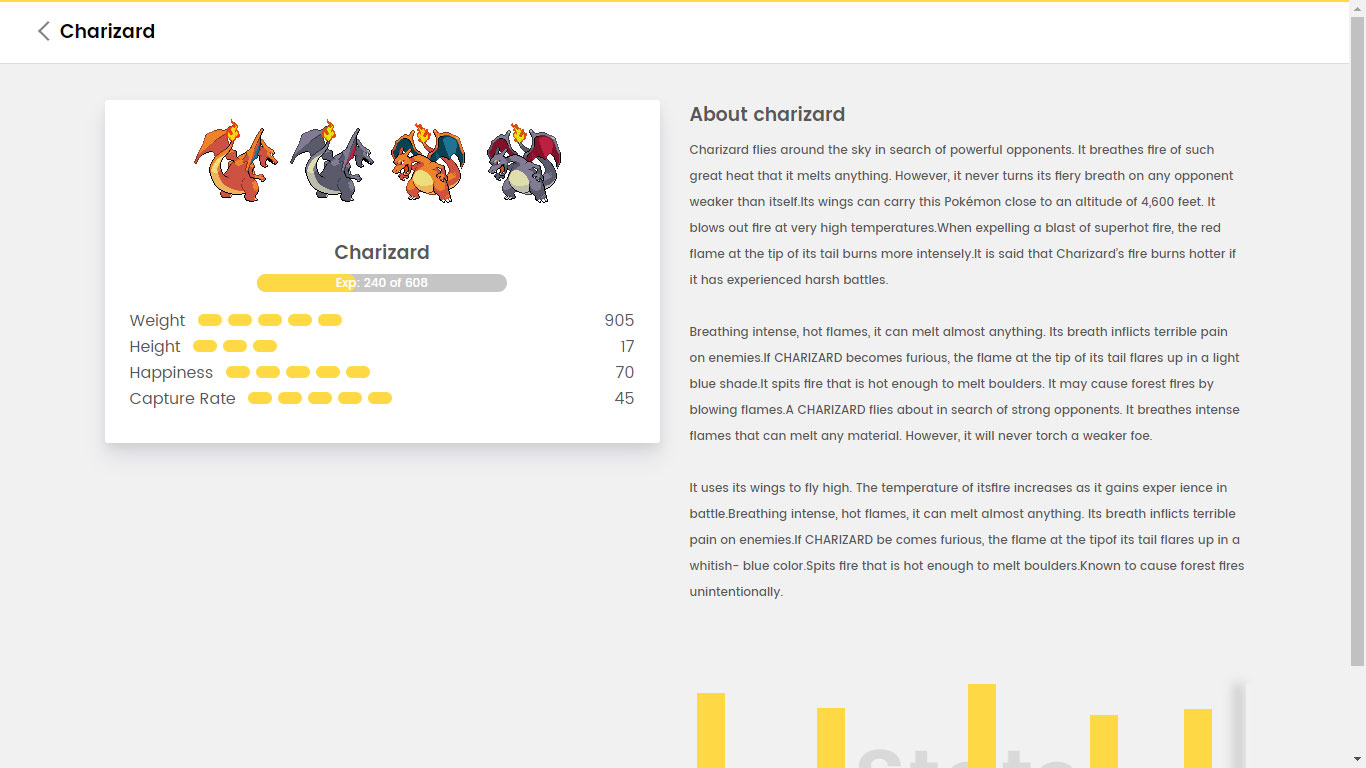 Charizard
Charizard
Exp: 240 of 608
Weight 905
Height 17
Happiness 70
Capture Rate 45
About charizard
Charizard flies around the sky in search of powerful opponents. It breathes fire of such
great heat that it melts anything. However, it never turns its fiery breath on any opponent
weaker than itself.Its wings can carry this Pokémon close to an altitude of 4,600 feet. It
blows out fire at very high temperatures.When expelling a blast of superhot fire, the red
flame at the tip of its tail burns more intensely.It is said that Charizard's fire burns hotter if
it has experienced harsh battles.
Breathing intense, hot flames, it can melt almost anything. Its breath inflicts terrible pain
on enemies.If CHARIZARD becomes furious, the flame at the tip of its tail flares up in a light
blue shade.It spits fire that is hot enough to melt boulders. It may cause forest fires by
blowing flames.A CHARIZARD flies about in search of strong opponents. It breathes intense
flames that can melt any material. However, it will never torch a weaker foe.
It uses its wings to fly high. The temperature of itsfire increases as it gains exper ience in
battle.Breathing intense, hot flames, it can melt almost anything. Its breath inflicts terrible
pain on enemies.If CHARIZARD be comes furious, the flame at the tipof its tail flares up in a
whitish- blue color.Spits fire that is hot enough to melt boulders.Known to cause forest fires
unintentionally.
Stats